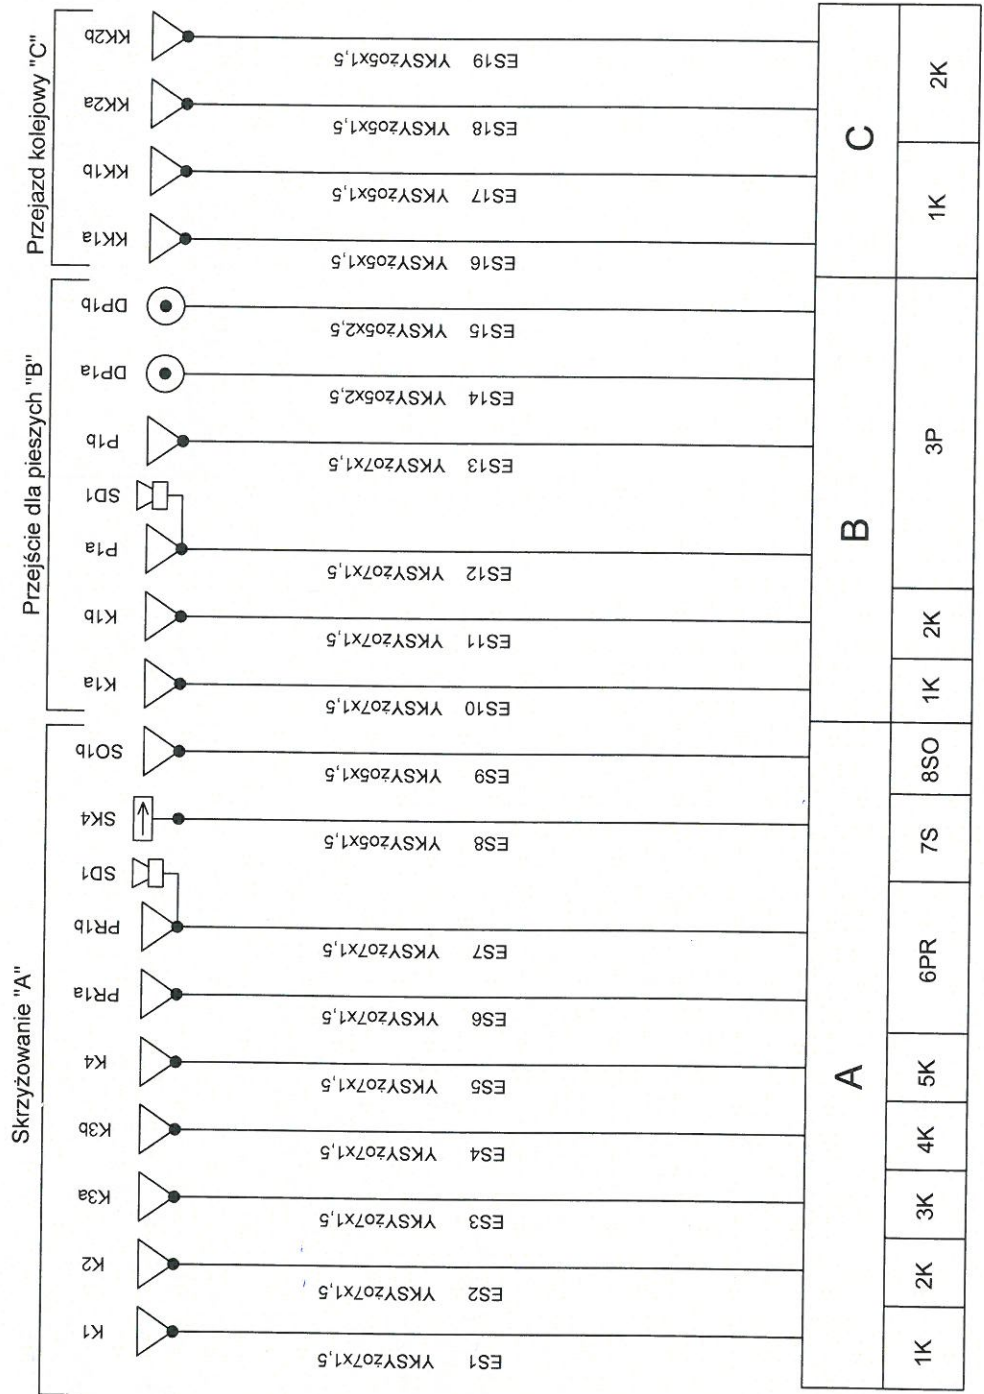 Skrzyżowanie "A"
K1
YKSYżo7x1,5 ES1
K2
YKSYżo7x1,5 ES2
K3a
YKSYżo7x1,5 ES3
K3b
YKSYżo7x1,5 ES4
K4
YKSYżo7x1,5 ES5
PR1a
YKSYżo7x1,5 ES6
PR1b
YKSYżo7x1,5 ES7
SD1
SK4
YKSYżo5x1,5 ES8
SO1b
YKSYżo5x1,5 ES9
Przejście dla pieszych "B"
K1a
YKSYżo7x1,5 ES10
K1b
YKSYżo7x1,5 ES11
P1a
YKSYżo7x1,5 ES12
SD1
P1b
YKSYżo7x1,5 ES13
DP1a
YKSYżo5x2,5 ES14
DP1b
YKSYżo5x2,5 ES15
Przejazd kolejowy "C"
KK1a
YKSYżo5x1,5 ES16
KK1b
YKSYżo5x1,5 ES17
KK2a
YKSYżo5x1,5 ES18
KK2b
YKSYżo5x1,5 ES19
A
B
C
1K
2K
3K
4K
5K
6PR
7S
8SO
1K
2K
3P
1K
2K